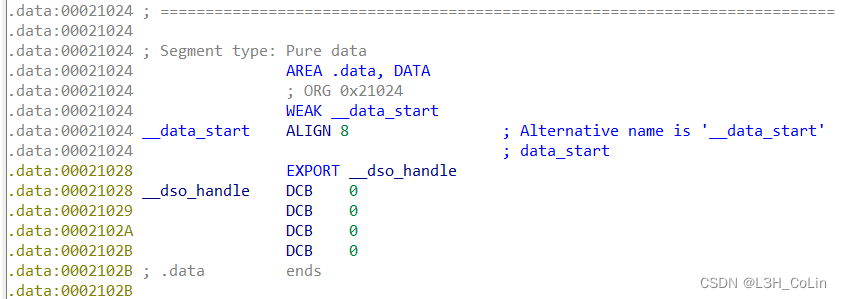 .data:00021024 ; ===========================================================================
.data:00021024
.data:00021024 ; Segment type: Pure data
.data:00021024                 AREA .data, DATA
.data:00021024                 ; ORG 0x21024
.data:00021024                 WEAK __data_start
.data:00021024 __data_start    ALIGN 8                 ; Alternative name is '__data_start'
.data:00021024                                         ; data_start
.data:00021028                 EXPORT __dso_handle
.data:00021028 __dso_handle    DCB    0
.data:00021029                 DCB    0
.data:0002102A                 DCB    0
.data:0002102B                 DCB    0
.data:0002102B ; .data         ends
.data:0002102B
CSDN @L3H_CoLin